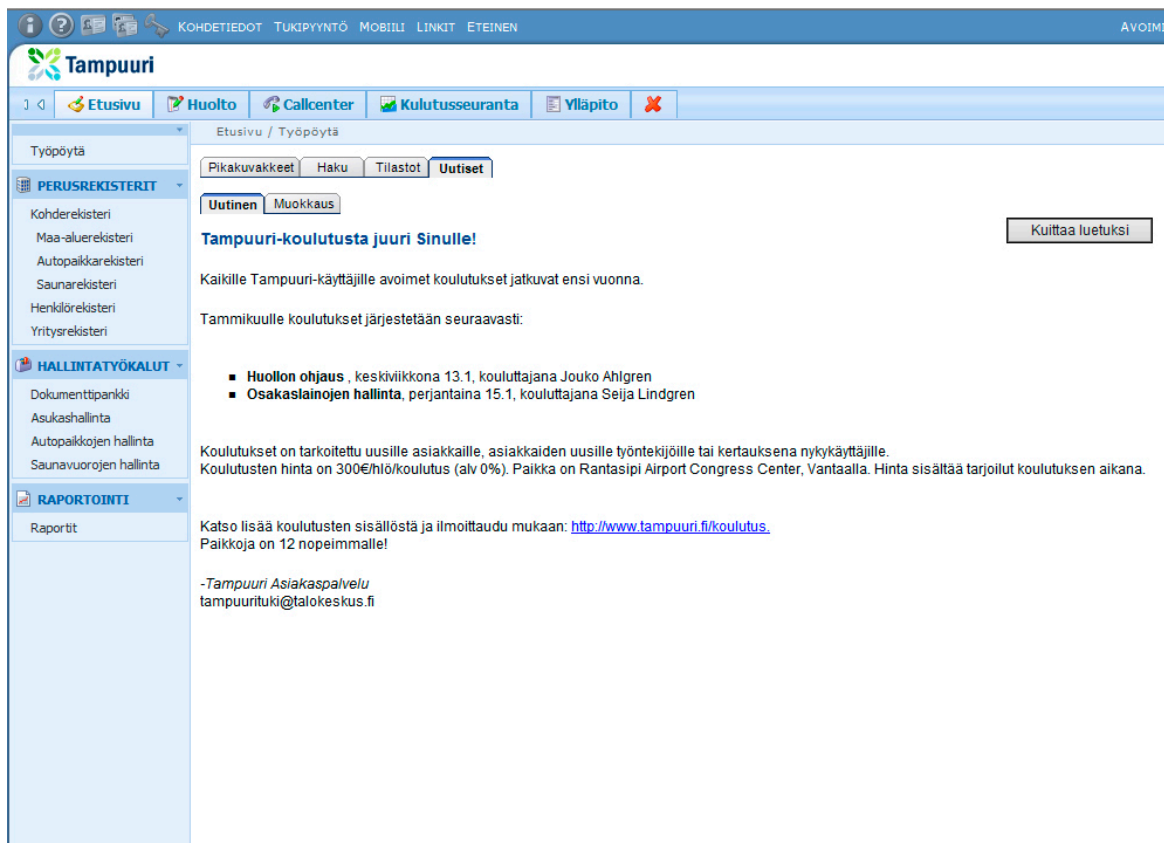 KOHDETIEDOT TUKIPYYNTÖ MOBIILI LINKIT ETEINEN
Tampuuri
Etusivu Huolto Callcenter Kulutusseuranta Ylläpito
Etusivu / Työpöytä
Työpöytä
PERUSREKISTERIT
Kohderekisteri
Maa-aluerekisteri
Autopaikkarekisteri
Saunarekisteri
Henkilörekisteri
Yritysrekisteri
HALLINTATYÖKALUT
Dokumenttipankki
Asukashallinta
Autopaikkojen hallinta
Saunavuorojen hallinta
RAPORTOINTI
Raportit
Pikakuvakkeet Haku Tilastot Uutiset
Uutinen Muokkaus
Tampuuri-koulutusta juuri Sinulle!
Kuittaa luetuksi
Kaikille Tampuuri-käyttäjille avoimet koulutukset jatkuvat ensi vuonna.
Tammikuulle koulutukset järjestetään seuraavasti:
▪ Huollon ohjaus , keskiviikkona 13.1, kouluttajana Jouko Ahlgren
▪ Osakaslainojen hallinta, perjantaina 15.1, kouluttajana Seija Lindgren
Koulutukset on tarkoitettu uusille asiakkaille, asiakkaiden uusille työntekijöille tai kertauksena nykykäyttäjille.
Koulutusten hinta on 300€/hlö/koulutus (alv 0%). Paikka on Rantasipi Airport Congress Center, Vantaalla. Hinta sisältää tarjoilut koulutuksen aikana.
Katso lisää koulutusten sisällöstä ja ilmoittaudu mukaan: http://www.tampuuri.fi/koulutus.
Paikkoja on 12 nopeimmalle!
-Tampuuri Asiakaspalvelu
tampuurituki@talokeskus.fi